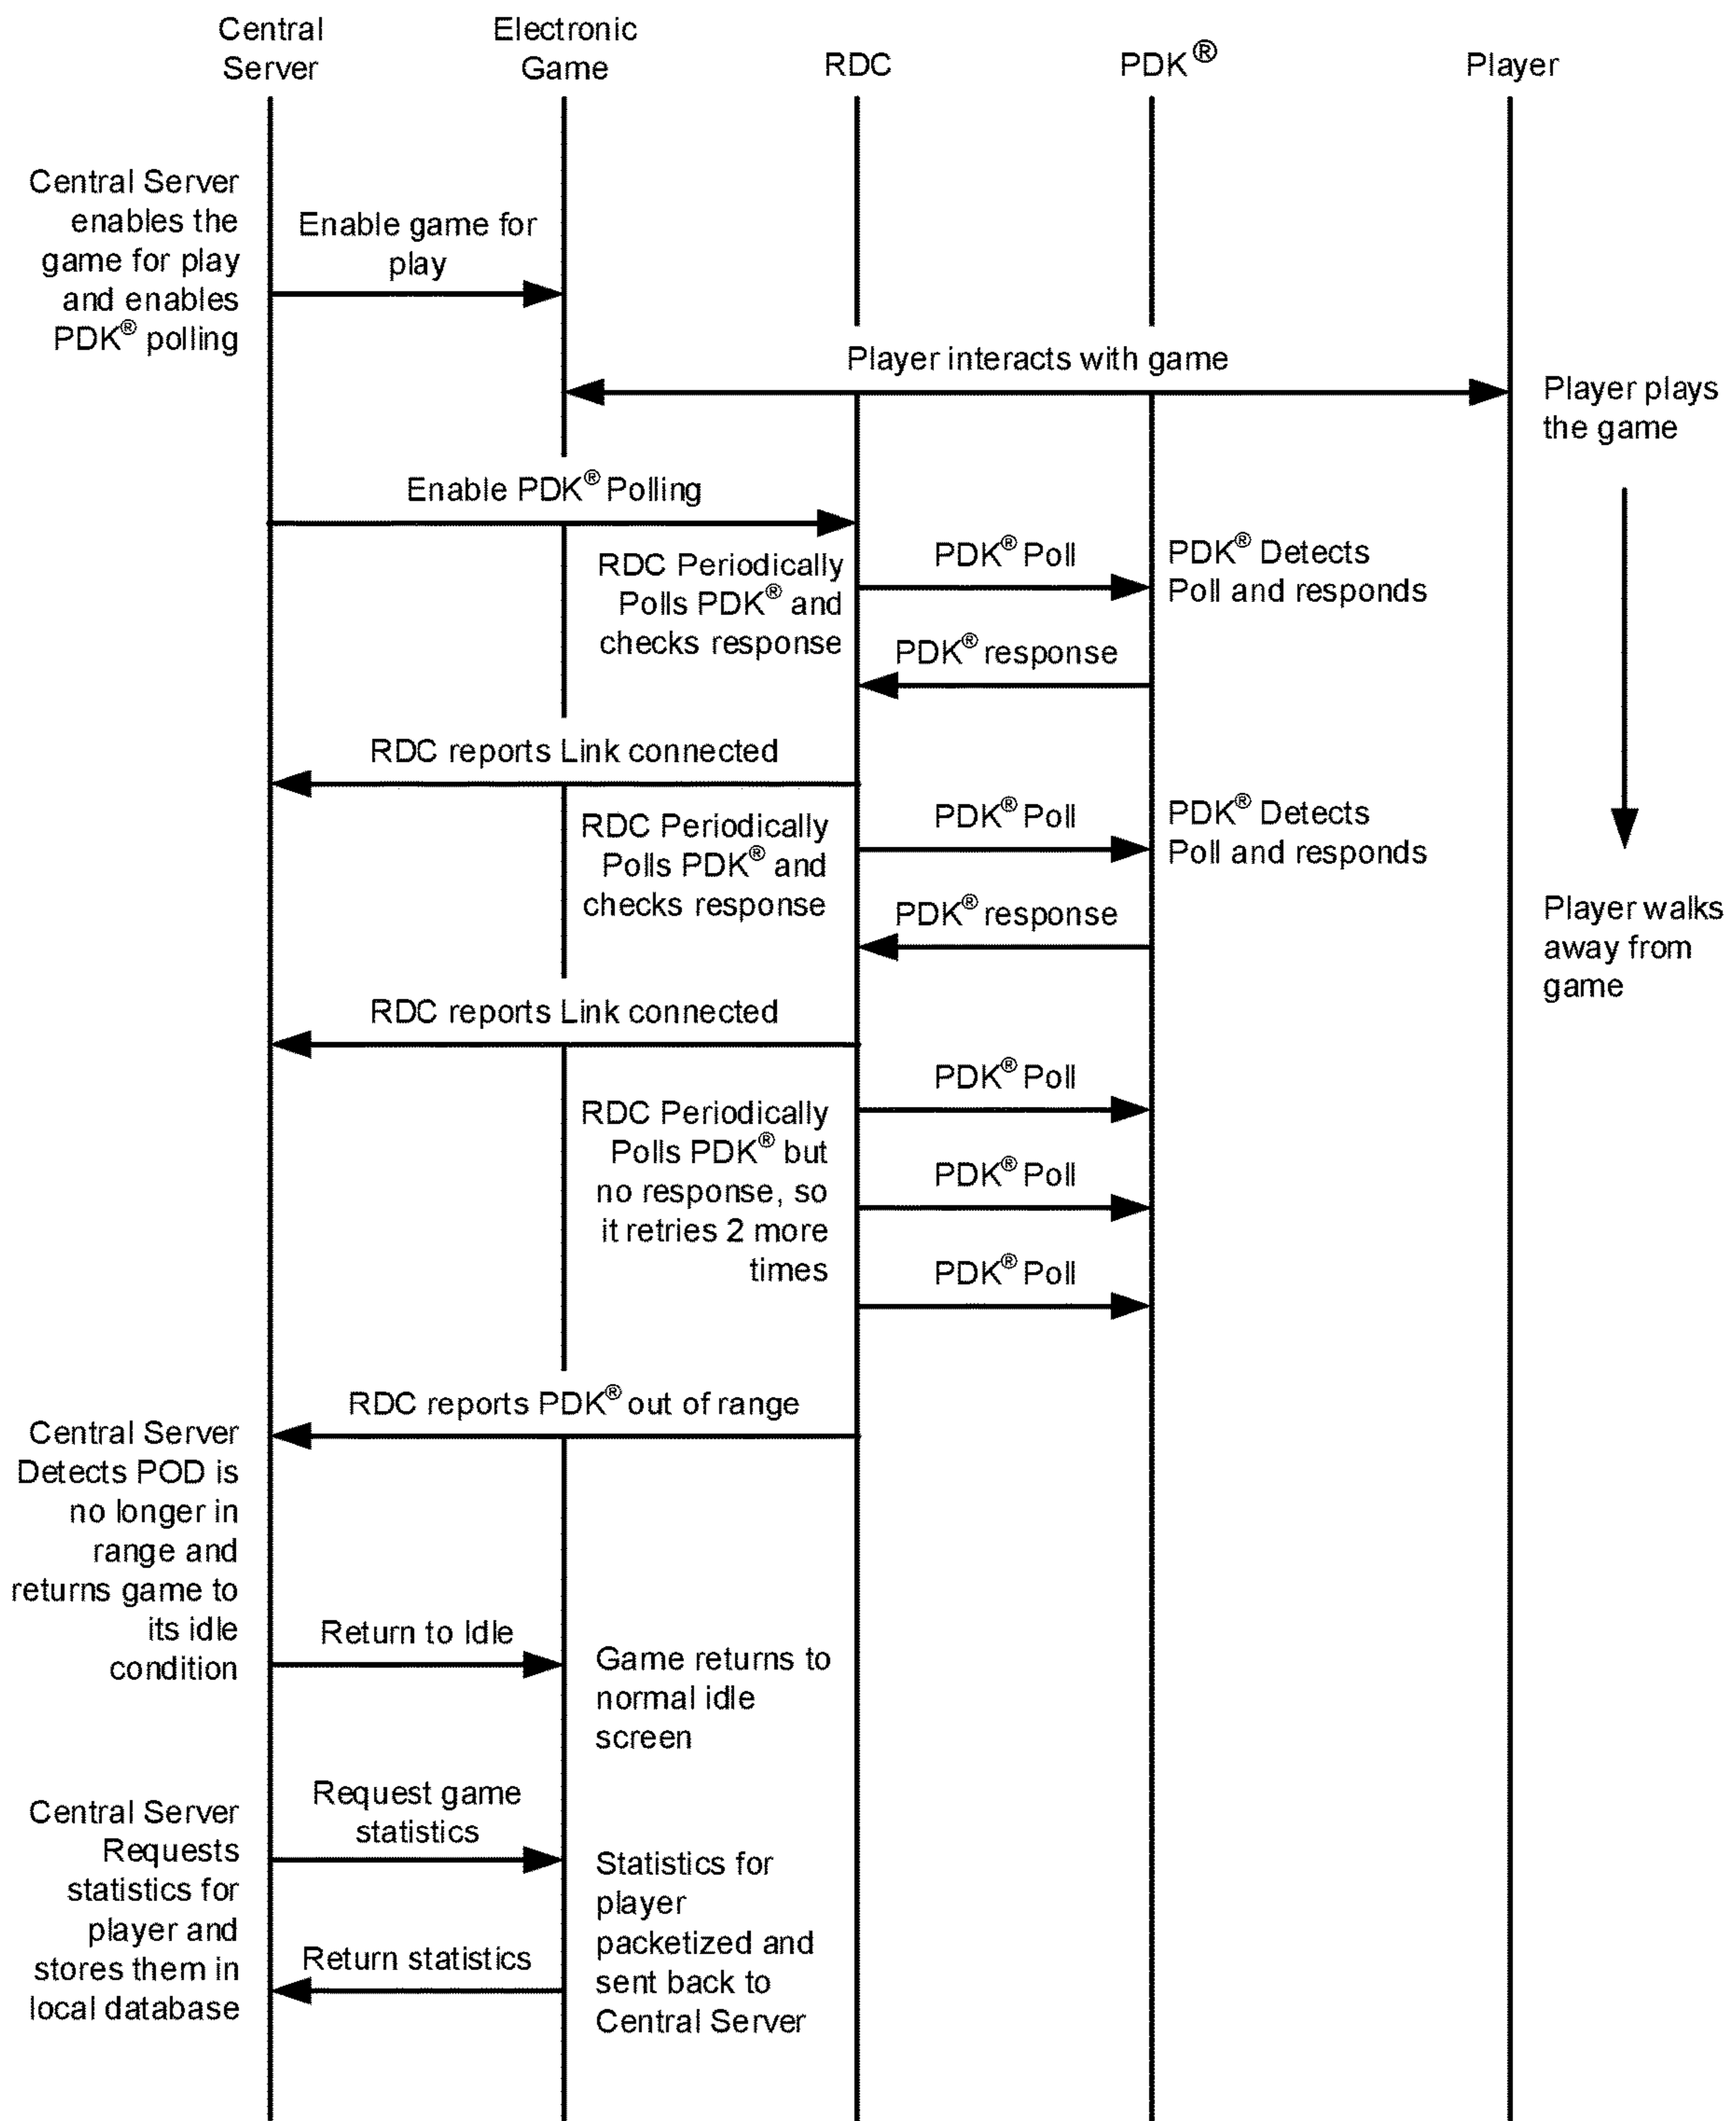 Central
Server
Electronic
Game
RDC
PDK®
Player
Central Server
enables the
game for play
and enables
PDK® polling
Enable game for
play
Player interacts with game
Player plays
the game
Enable PDK® Polling
RDC Periodically
Polls PDK® and
checks response
PDK® Poll
PDK® Detects
Poll and responds
PDK® response
RDC reports Link connected
RDC Periodically
Polls PDK® and
checks response
PDK® Poll
PDK® Detects
Poll and responds
PDK® response
Player walks
away from
game
RDC reports Link connected
RDC Periodically
Polls PDK® but
no response, so
it retries 2 more
times
PDK® Poll
PDK® Poll
PDK® Poll
RDC reports PDK® out of range
Central Server
Detects POD is
no longer in
range and
returns game to
its idle
condition
Return to Idle
Game returns to
normal idle
screen
Central Server
Requests
statistics for
player and
stores them in
local database
Request game
statistics
Statistics for
player
packetized and
sent back to
Central Server
Return statistics